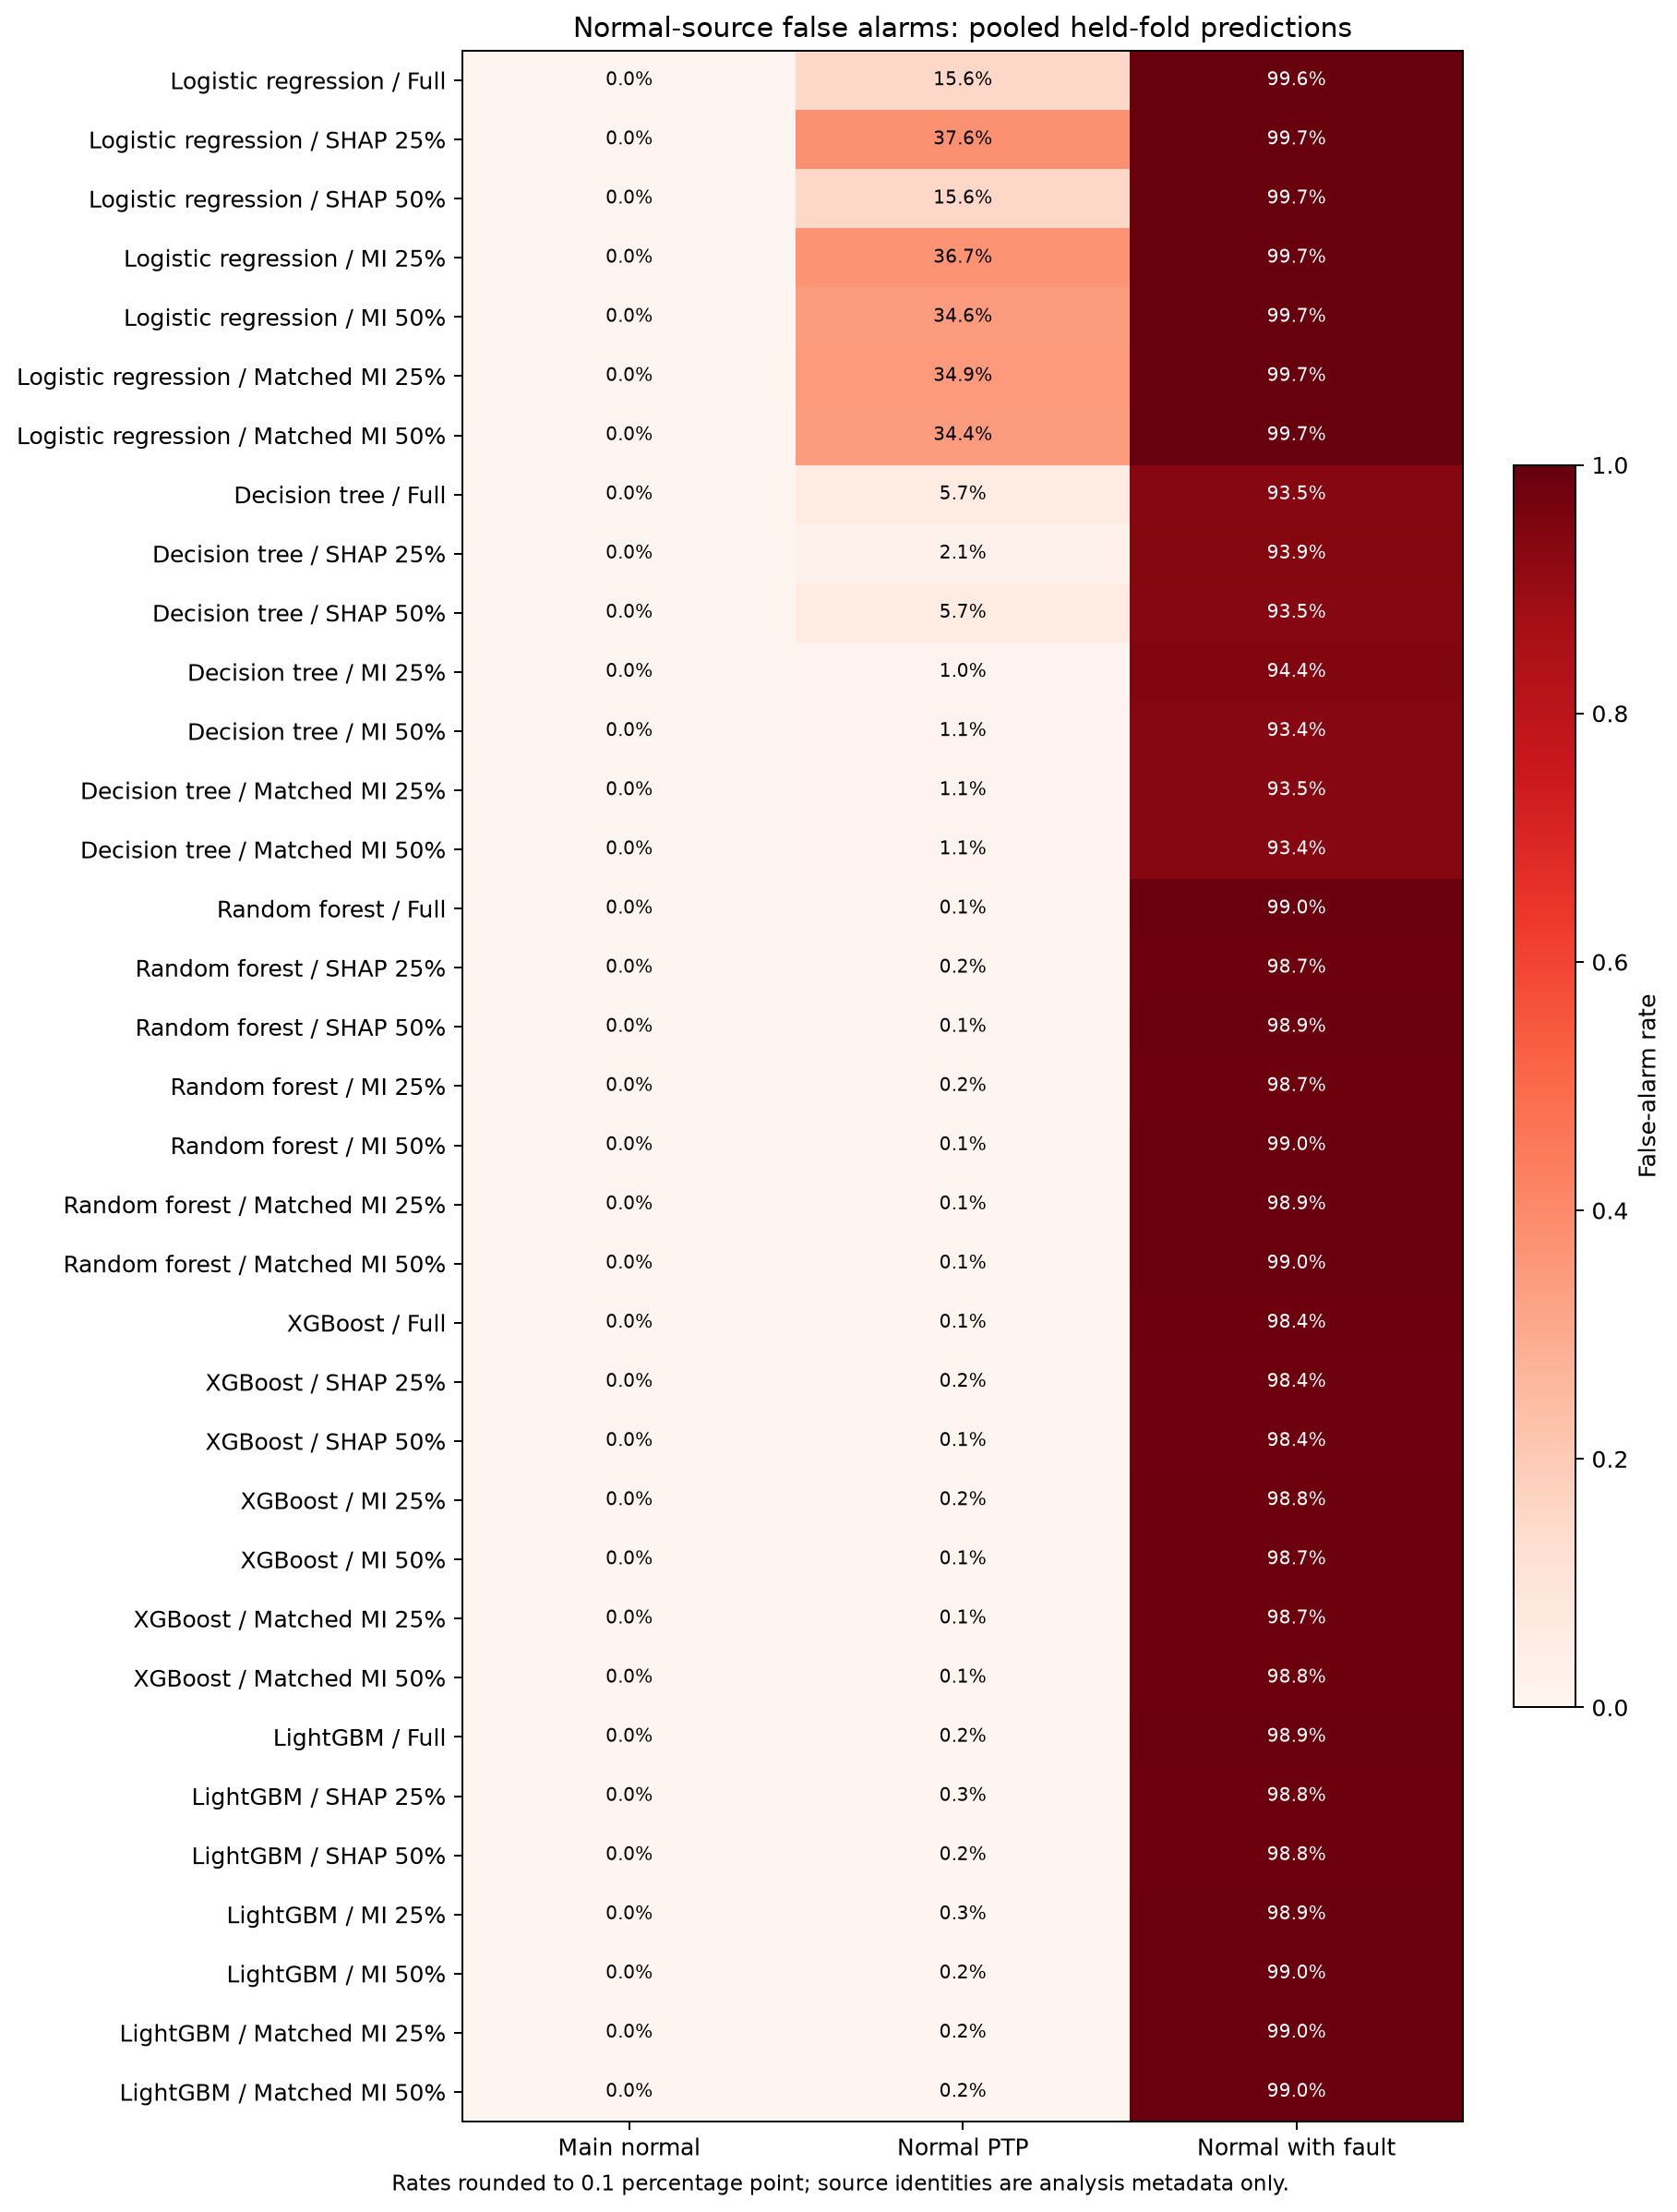 Normal-source false alarms: pooled held-fold predictions
Logistic regression / Full 0.0% 15.6% 99.6%
Logistic regression / SHAP 25% 0.0% 37.6% 99.7%
Logistic regression / SHAP 50% 0.0% 15.6% 99.7%
Logistic regression / MI 25% 0.0% 36.7% 99.7%
Logistic regression / MI 50% 0.0% 34.6% 99.7%
Logistic regression / Matched MI 25% 0.0% 34.9% 99.7%
Logistic regression / Matched MI 50% 0.0% 34.4% 99.7%
Decision tree / Full 0.0% 5.7% 93.5%
Decision tree / SHAP 25% 0.0% 2.1% 93.9%
Decision tree / SHAP 50% 0.0% 5.7% 93.5%
Decision tree / MI 25% 0.0% 1.0% 94.4%
Decision tree / MI 50% 0.0% 1.1% 93.4%
Decision tree / Matched MI 25% 0.0% 1.1% 93.5%
Decision tree / Matched MI 50% 0.0% 1.1% 93.4%
Random forest / Full 0.0% 0.1% 99.0%
Random forest / SHAP 25% 0.0% 0.2% 98.7%
Random forest / SHAP 50% 0.0% 0.1% 98.9%
Random forest / MI 25% 0.0% 0.2% 98.7%
Random forest / MI 50% 0.0% 0.1% 99.0%
Random forest / Matched MI 25% 0.0% 0.1% 98.9%
Random forest / Matched MI 50% 0.0% 0.1% 99.0%
XGBoost / Full 0.0% 0.1% 98.4%
XGBoost / SHAP 25% 0.0% 0.2% 98.4%
XGBoost / SHAP 50% 0.0% 0.1% 98.4%
XGBoost / MI 25% 0.0% 0.2% 98.8%
XGBoost / MI 50% 0.0% 0.1% 98.7%
XGBoost / Matched MI 25% 0.0% 0.1% 98.7%
XGBoost / Matched MI 50% 0.0% 0.1% 98.8%
LightGBM / Full 0.0% 0.2% 98.9%
LightGBM / SHAP 25% 0.0% 0.3% 98.8%
LightGBM / SHAP 50% 0.0% 0.2% 98.8%
LightGBM / MI 25% 0.0% 0.3% 98.9%
LightGBM / MI 50% 0.0% 0.2% 99.0%
LightGBM / Matched MI 25% 0.0% 0.2% 99.0%
LightGBM / Matched MI 50% 0.0% 0.2% 99.0%
Main normal Normal PTP Normal with fault
Rates rounded to 0.1 percentage point; source identities are analysis metadata only.
1.0
0.8
0.6
0.4
0.2
0.0
False-alarm rate